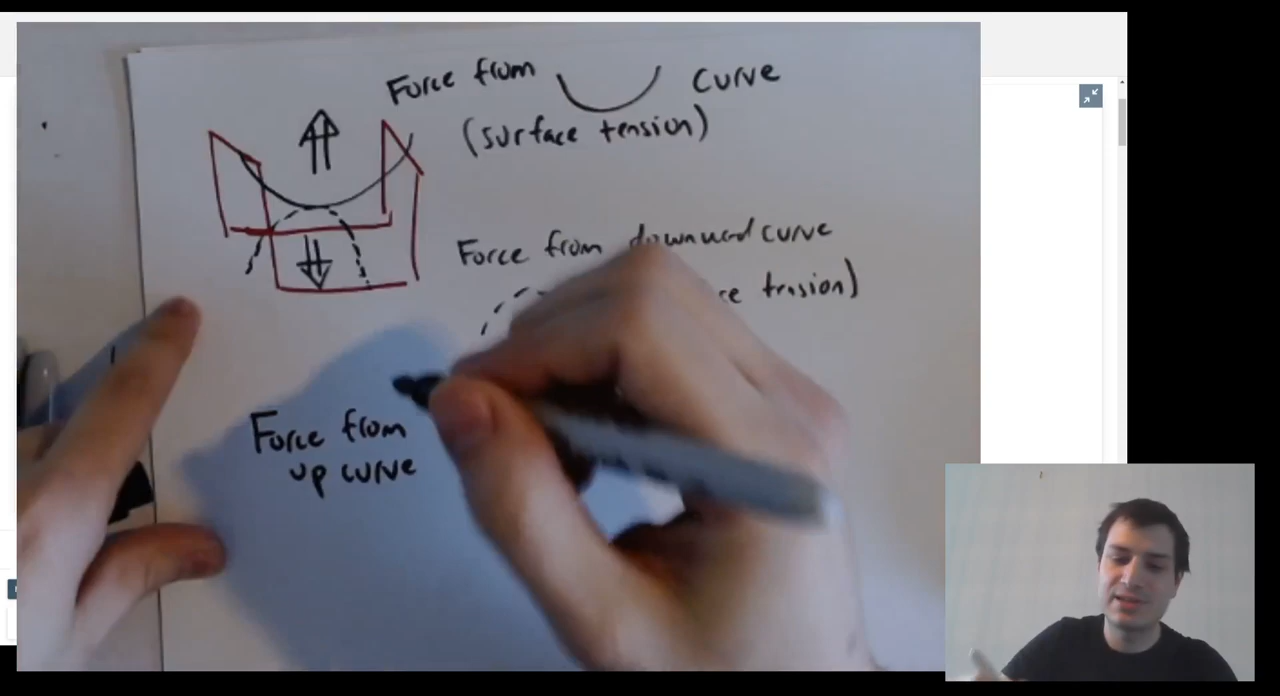 Force from curve
(surface tension)
Force from downward curve
tension)
Force from
up curve